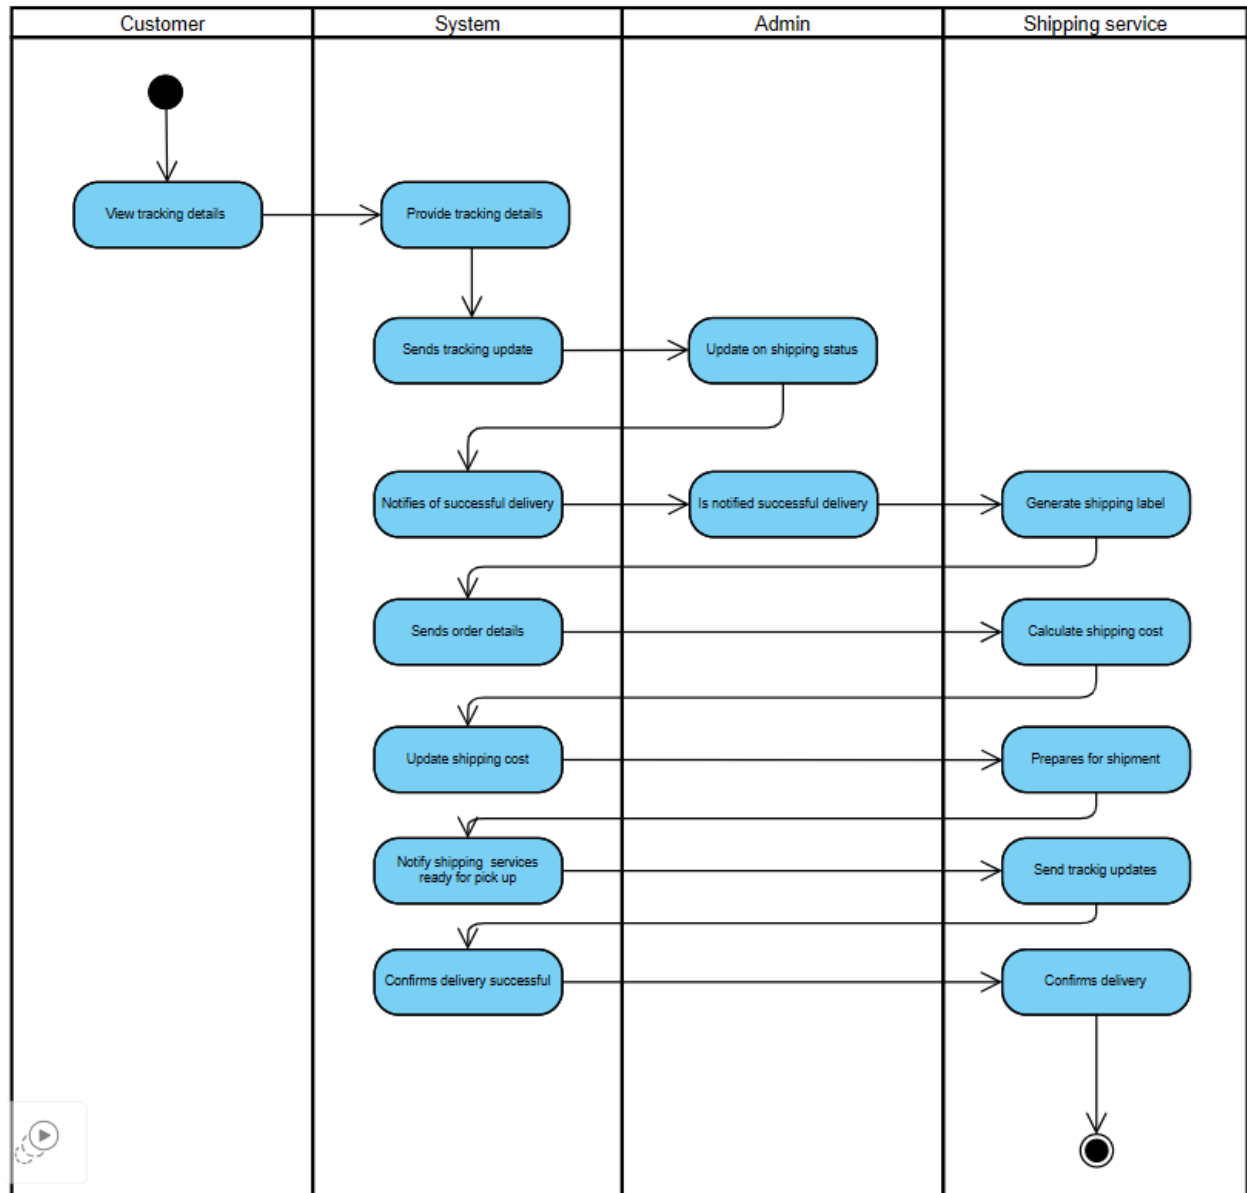 Customer
System
Admin
Shipping service
View tracking details
Provide tracking details
Sends tracking update
Update on shipping status
Notifies of successful delivery
Is notified successful delivery
Generate shipping label
Sends order details
Calculate shipping cost
Update shipping cost
Prepares for shipment
Notify shipping services
ready for pick up
Send trackig updates
Confirms delivery successful
Confirms delivery